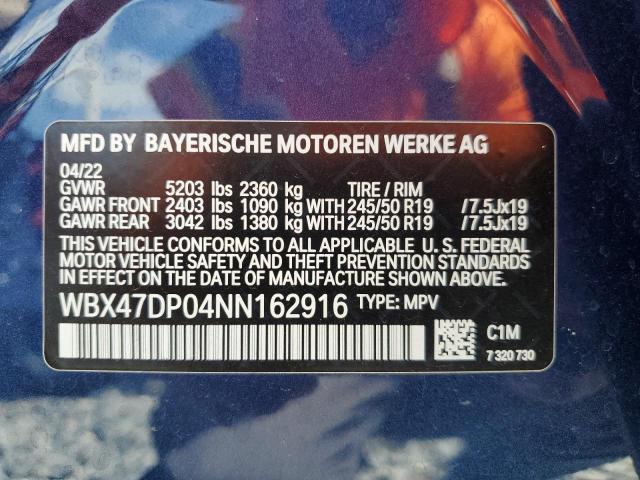 MFD BY BAYERISCHE MOTOREN WERKE AG
04/22
GVWR 5203 lbs 2360 kg TIRE / RIM
GAWR FRONT 2403 lbs 1090 kg WITH 245/50 R19 /7.5Jx19
GAWR REAR 3042 lbs 1380 kg WITH 245/50 R19 /7.5Jx19
THIS VEHICLE CONFORMS TO ALL APPLICABLE U. S. FEDERAL
MOTOR VEHICLE SAFETY AND THEFT PREVENTION STANDARDS
IN EFFECT ON THE DATE OF MANUFACTURE SHOWN ABOVE.
WBX47DP04NN162916 TYPE: MPV
C1M
7 320 730